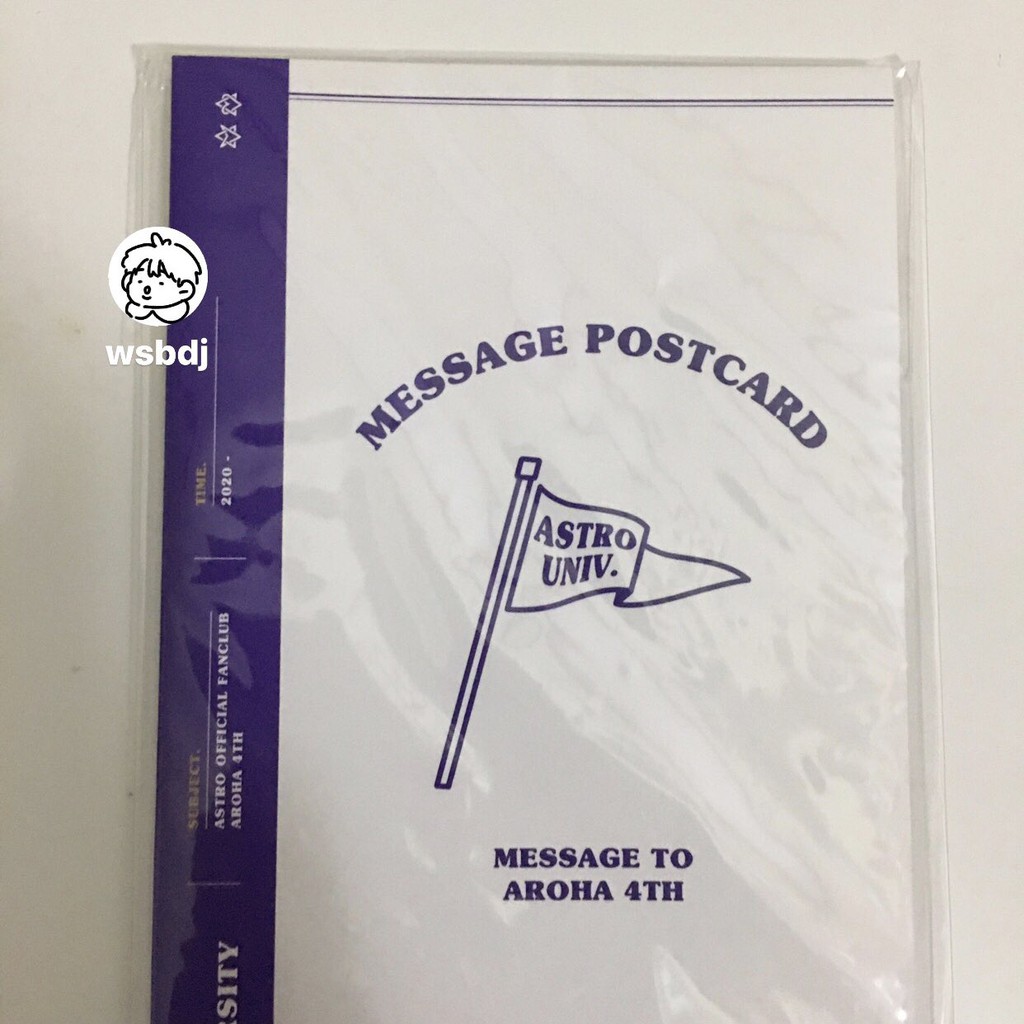 MESSAGE POSTCARD
ASTRO
UNIV.
MESSAGE TO
AROHA 4TH
TIME.
2020 -
SUBJECT.
ASTRO OFFICIAL FANCLUB
AROHA 4TH
RSITY
wsbdj